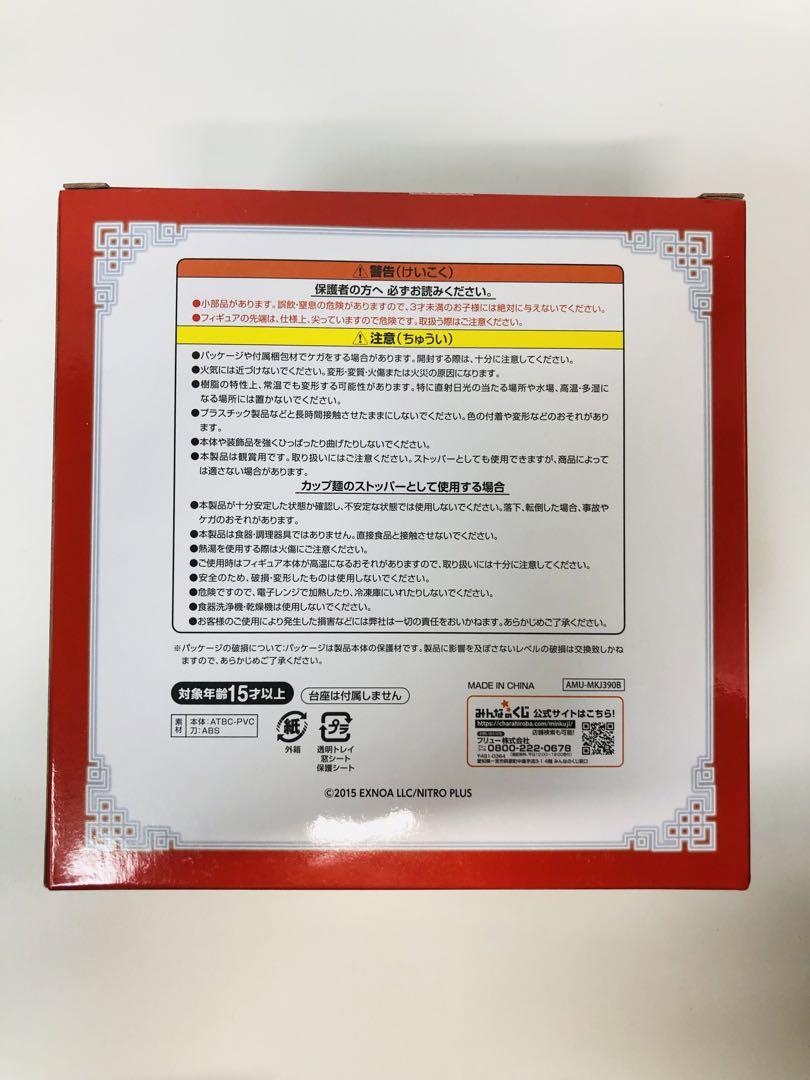 ⚠警告(けいこく)
保護者の方へ 必ずお読みください。
●小部品があります。誤飲・窒息の危険がありますので、3才未満のお子様には絶対に与えないでください。
●フィギュアの先端は、仕様上、尖っていますので危険です。取扱う際はご注意ください。
⚠注意(ちゅうい)
●パッケージや付属梱包材でケガをする場合があります。開封する際は、十分に注意してください。
●火気には近づけないでください。変形・変質・火傷または火災の原因になります。
●樹脂の特性上、常温でも変形する可能性があります。特に直射日光の当たる場所や水場、高温・多湿に
なる場所には置かないでください。
●プラスチック製品などと長時間接触させたままにしないでください。色の付着や変形などのおそれがあり
ます。
●本体や装飾品を強くひっぱったり曲げたりしないでください。
●本製品は観賞用です。取り扱いにはご注意ください。ストッパーとしても使用できますが、商品によって
は適さない場合があります。
カップ麺のストッパーとして使用する場合
●本製品が十分安定した状態か確認し、不安定な状態では使用しないでください。落下、転倒した場合、事故や
ケガのおそれがあります。
●本製品は食器・調理器具ではありません。直接食品と接触させないでください。
●熱湯を使用する際は火傷にご注意ください。
●ご使用時はフィギュア本体が高温になるおそれがありますので、取り扱いには十分に注意してください。
●安全のため、破損・変形したものは使用しないでください。
●危険ですので、電子レンジで加熱したり、冷凍庫にいれたりしないでください。
●食器洗浄機・乾燥機は使用しないでください。
●お客様のご使用により発生した損害などには弊社は一切の責任をおいかねます。あらかじめご了承ください。
※パッケージの破損について:パッケージは製品本体の保護材です。製品に影響を及ぼさないレベルの破損は交換致しかね
ますので、あらかじめご了承ください。
対象年齢15才以上
台座は付属しません
MADE IN CHINA
AMU-MKJ390B
素材
本体:ATBC-PVC
刀:ABS
紙
外箱
プラ
透明トレイ
窓シート
保護シート
みんなのくじ 公式サイトはこちら!
https://charahiroba.com/minkuji/
店舗検索も可能!
フリュー株式会社
0800-222-0678
〒491-0364
©2015 EXNOA LLC/NITRO PLUS